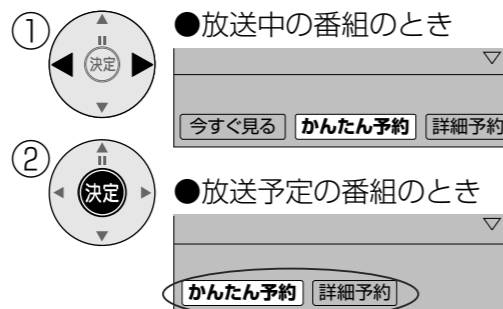 ①
決定
●放送中の番組のとき
今すぐ見る かんたん予約 詳細予約
②
決定
●放送予定の番組のとき
かんたん予約 詳細予約